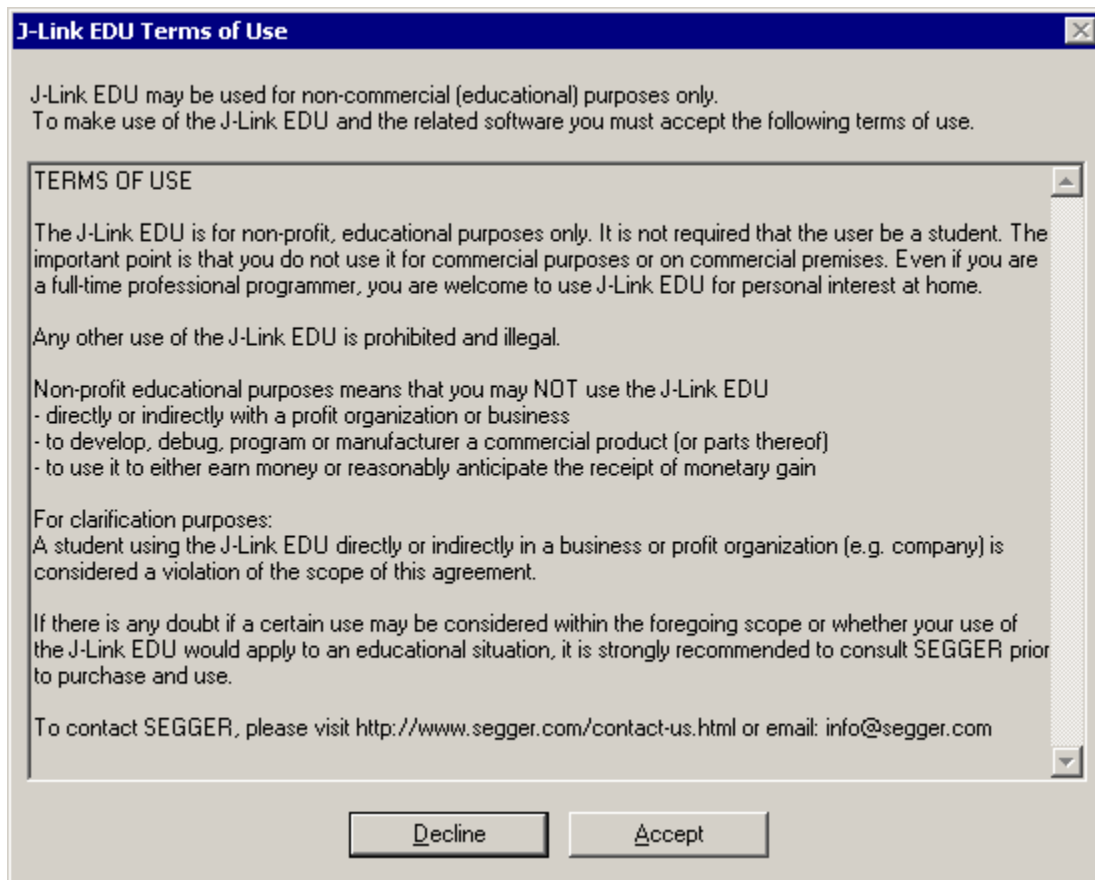 J-Link EDU Terms of Use
J-Link EDU may be used for non-commercial (educational) purposes only.
To make use of the J-Link EDU and the related software you must accept the following terms of use.
TERMS OF USE
The J-Link EDU is for non-profit, educational purposes only. It is not required that the user be a student. The
important point is that you do not use it for commercial purposes or on commercial premises. Even if you are
a full-time professional programmer, you are welcome to use J-Link EDU for personal interest at home.
Any other use of the J-Link EDU is prohibited and illegal.
Non-profit educational purposes means that you may NOT use the J-Link EDU
- directly or indirectly with a profit organization or business
- to develop, debug, program or manufacturer a commercial product (or parts thereof)
- to use it to either earn money or reasonably anticipate the receipt of monetary gain
For clarification purposes:
A student using the J-Link EDU directly or indirectly in a business or profit organization (e.g. company) is
considered a violation of the scope of this agreement.
If there is any doubt if a certain use may be considered within the foregoing scope or whether your use of
the J-Link EDU would apply to an educational situation, it is strongly recommended to consult SEGGER prior
to purchase and use.
To contact SEGGER, please visit http://www.segger.com/contact-us.html or email: info@segger.com
Decline Accept